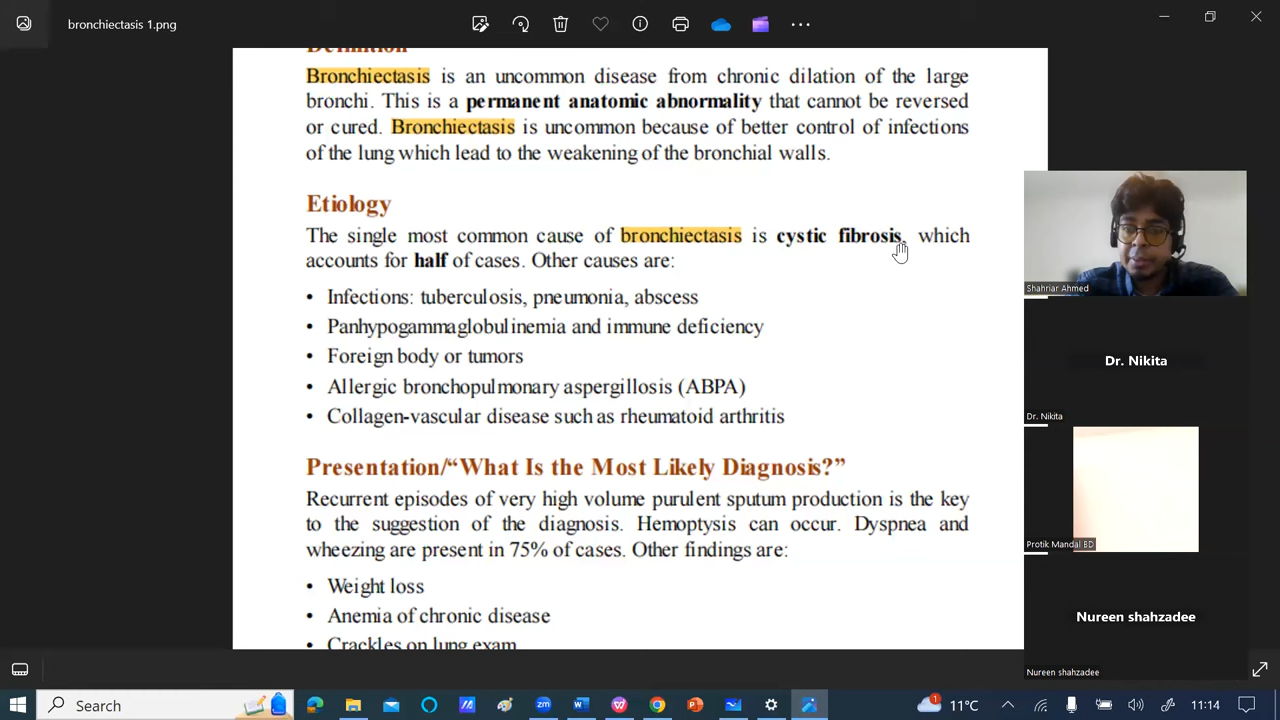 bronchiectasis 1.png
Definition
Bronchiectasis is an uncommon disease from chronic dilation of the large
bronchi. This is a permanent anatomic abnormality that cannot be reversed
or cured. Bronchiectasis is uncommon because of better control of infections
of the lung which lead to the weakening of the bronchial walls.
Etiology
The single most common cause of bronchiectasis is cystic fibrosis, which
accounts for half of cases. Other causes are:
• Infections: tuberculosis, pneumonia, abscess
• Panhypogammaglobulinemia and immune deficiency
• Foreign body or tumors
• Allergic bronchopulmonary aspergillosis (ABPA)
• Collagen-vascular disease such as rheumatoid arthritis
Presentation/“What Is the Most Likely Diagnosis?”
Recurrent episodes of very high volume purulent sputum production is the key
to the suggestion of the diagnosis. Hemoptysis can occur. Dyspnea and
wheezing are present in 75% of cases. Other findings are:
• Weight loss
• Anemia of chronic disease
• Crackles on lung exam
Shahriar Ahmed
Dr. Nikita
Dr. Nikita
Protik Mandal BD
Nureen shahzadee
Nureen shahzadee
Search
1
11°C
11:14